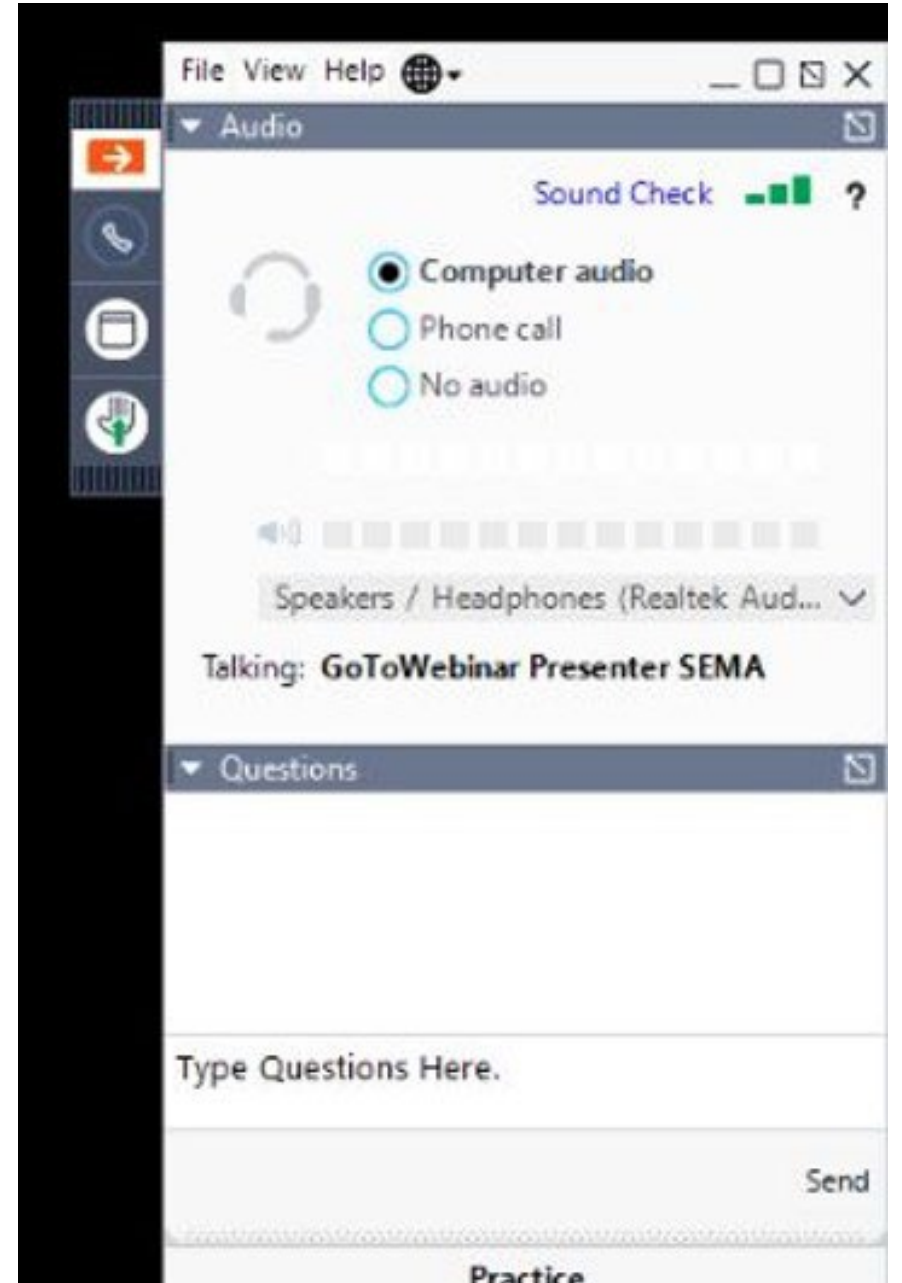 File View Help
Audio
Sound Check ?
Computer audio
Phone call
No audio
Speakers / Headphones (Realtek Aud...
Talking: GoToWebinar Presenter SEMA
Questions
Type Questions Here.
Send
Practice